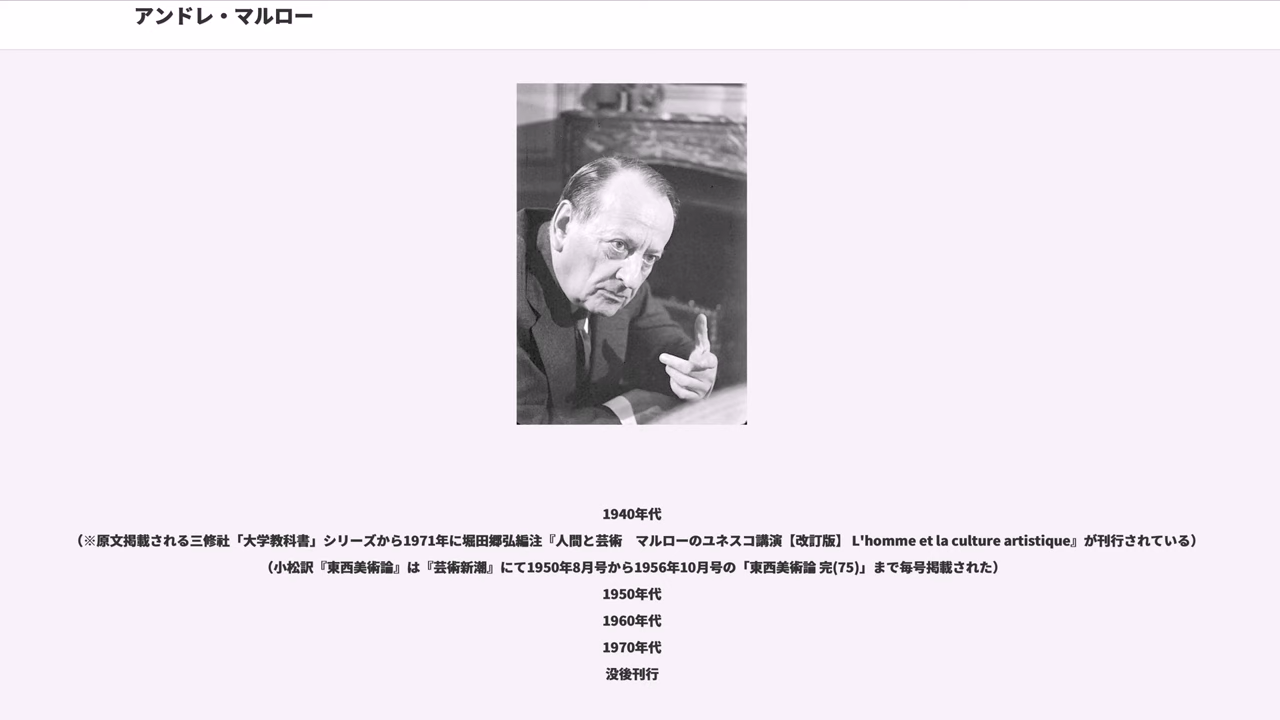 アンドレ・マルロー
1940年代
（※原文掲載される三修社「大学教科書」シリーズから1971年に堀田郷弘編注『人間と芸術　マルローのユネスコ講演【改訂版】 L'homme et la culture artistique』が刊行されている）
（小松訳『東西美術論』は『芸術新潮』にて1950年8月号から1956年10月号の「東西美術論 完(75)」まで毎号掲載された）
1950年代
1960年代
1970年代
没後刊行